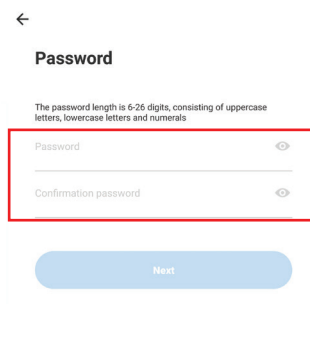 Password
The password length is 6-26 digits, consisting of uppercase
letters, lowercase letters and numerals
Password
Confirmation password
Next